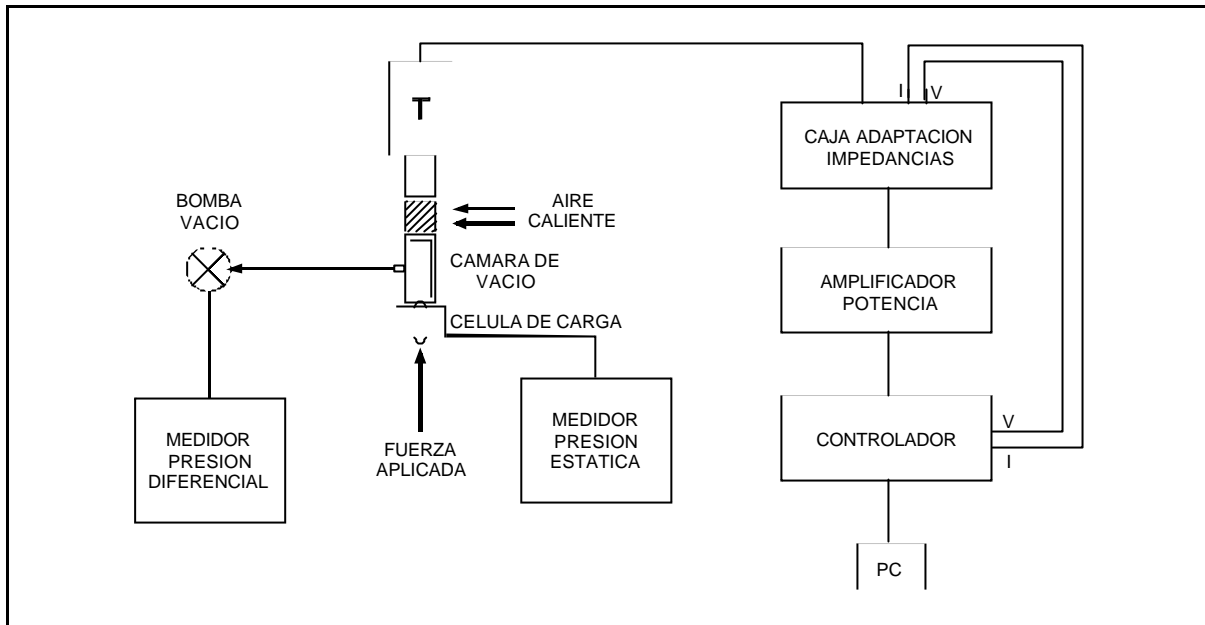 I
V
CAJA ADAPTACION
IMPEDANCIAS
BOMBA
VACIO
AIRE
CALIENTE
CAMARA DE
VACIO
AMPLIFICADOR
POTENCIA
CELULA DE CARGA
MEDIDOR
PRESION
DIFERENCIAL
FUERZA
APLICADA
MEDIDOR
PRESION
ESTATICA
CONTROLADOR
V
I
PC